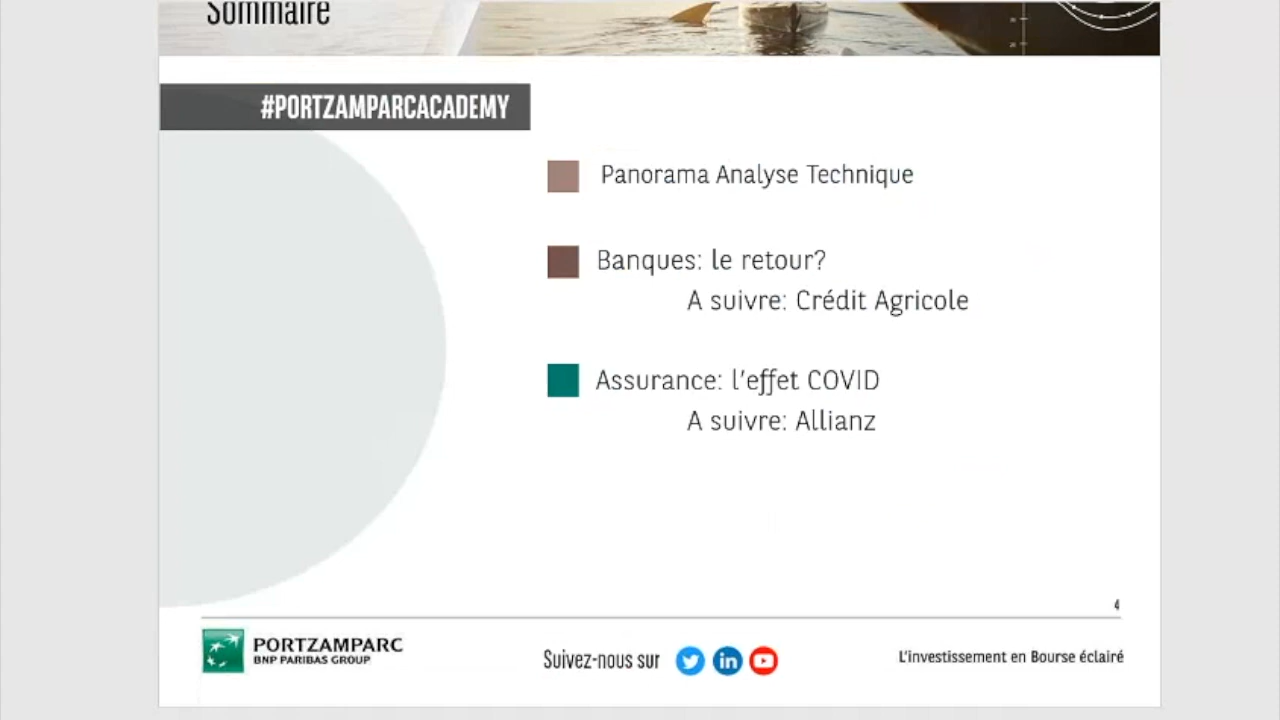 Sommaire
#PORTZAMPARCACADEMY
Panorama Analyse Technique
Banques: le retour?
A suivre: Crédit Agricole
Assurance: l'effet COVID
A suivre: Allianz
4
PORTZAMPARC
BNP PARIBAS GROUP
Suivez-nous sur
L'investissement en Bourse éclairé